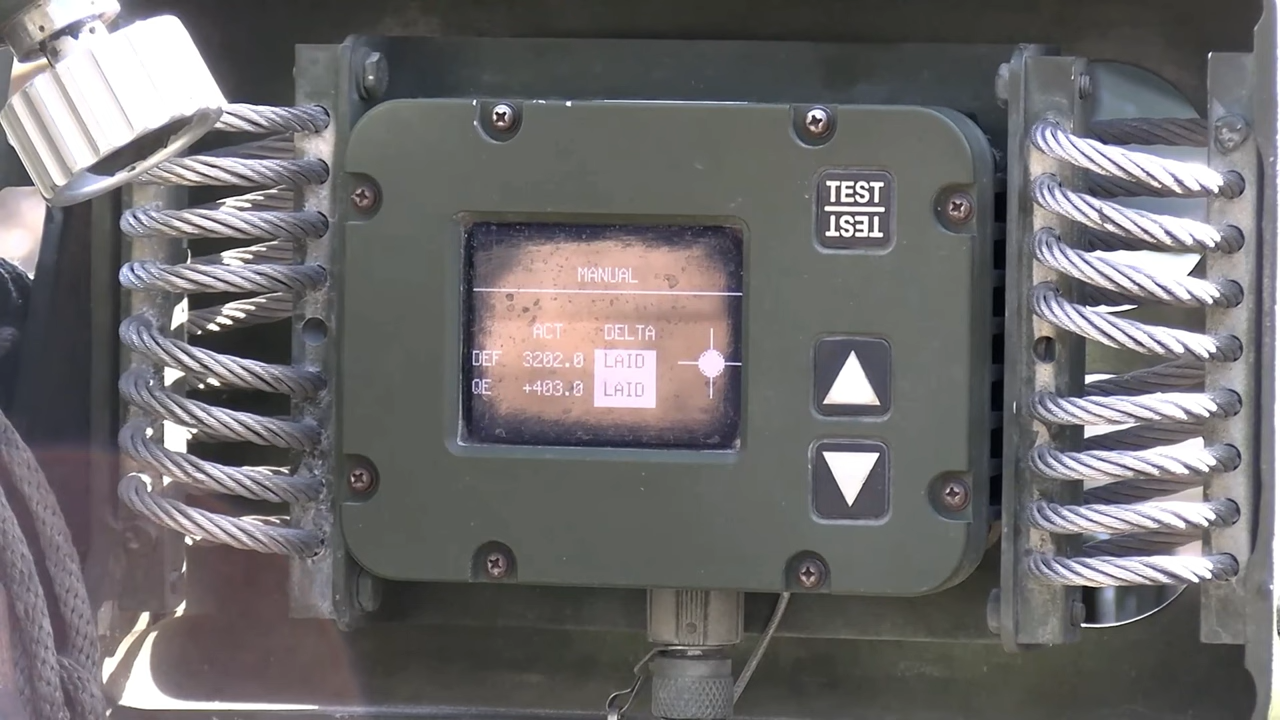 MANUAL
ACT DELTA
DEF 3202.0 LAID
QE +403.0 LAID
TEST
TEST